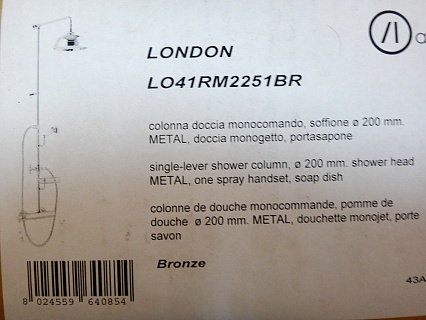 a
LONDON
LO41RM2251BR
colonna doccia monocomando, soffione ø 200 mm.
METAL, doccia monogetto, portasapone
single-lever shower column, ø 200 mm. shower head
METAL, one spray handset, soap dish
colonne de douche monocommande, pomme de
douche ø 200 mm. METAL, douchette monojet, porte
savon
Bronze
43A
8 024559 640854